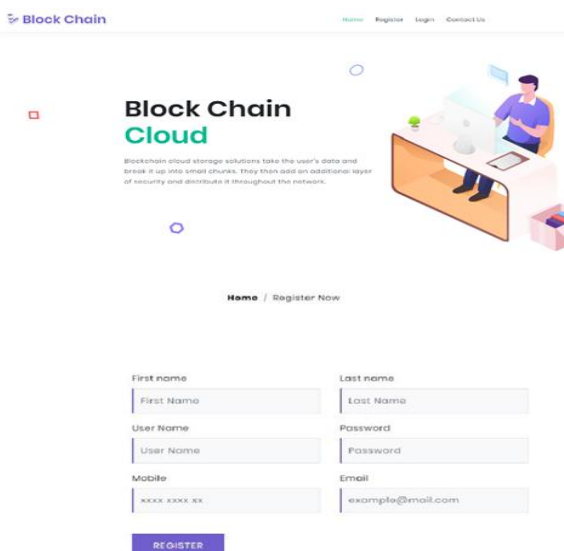 Block Chain
Home Register Login Contact Us
Block Chain
Cloud
Blockchain cloud storage solutions take the user's data and
break it up into small chunks. They then add an additional layer
of security and distribute it throughout the network.
Home / Register Now
First name Last name
First Name Last Name
User Name Password
User Name Password
Mobile Email
xxxx xxxx xx example@mail.com
REGISTER